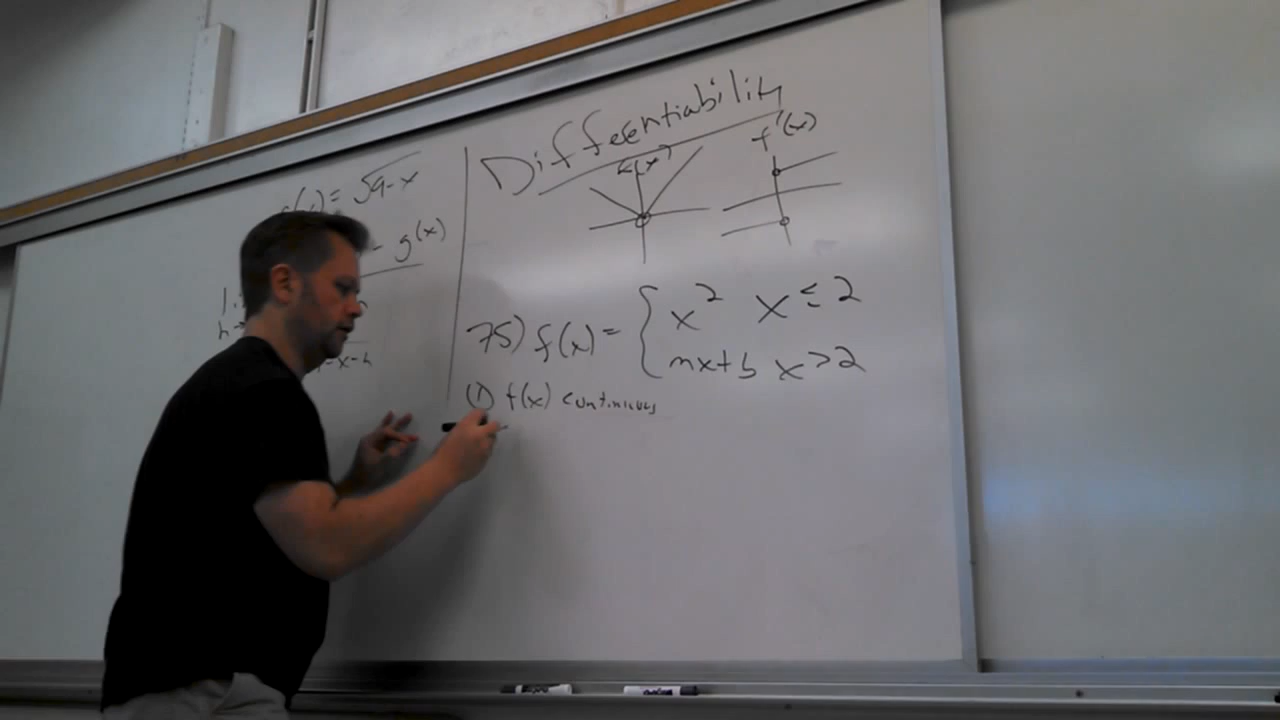 = √9-x
- g(x)
-x-h
Differentiability
f'(x)
75) f(x) = { x² x ≤ 2
mx+b x > 2
(1) f(x) continuous